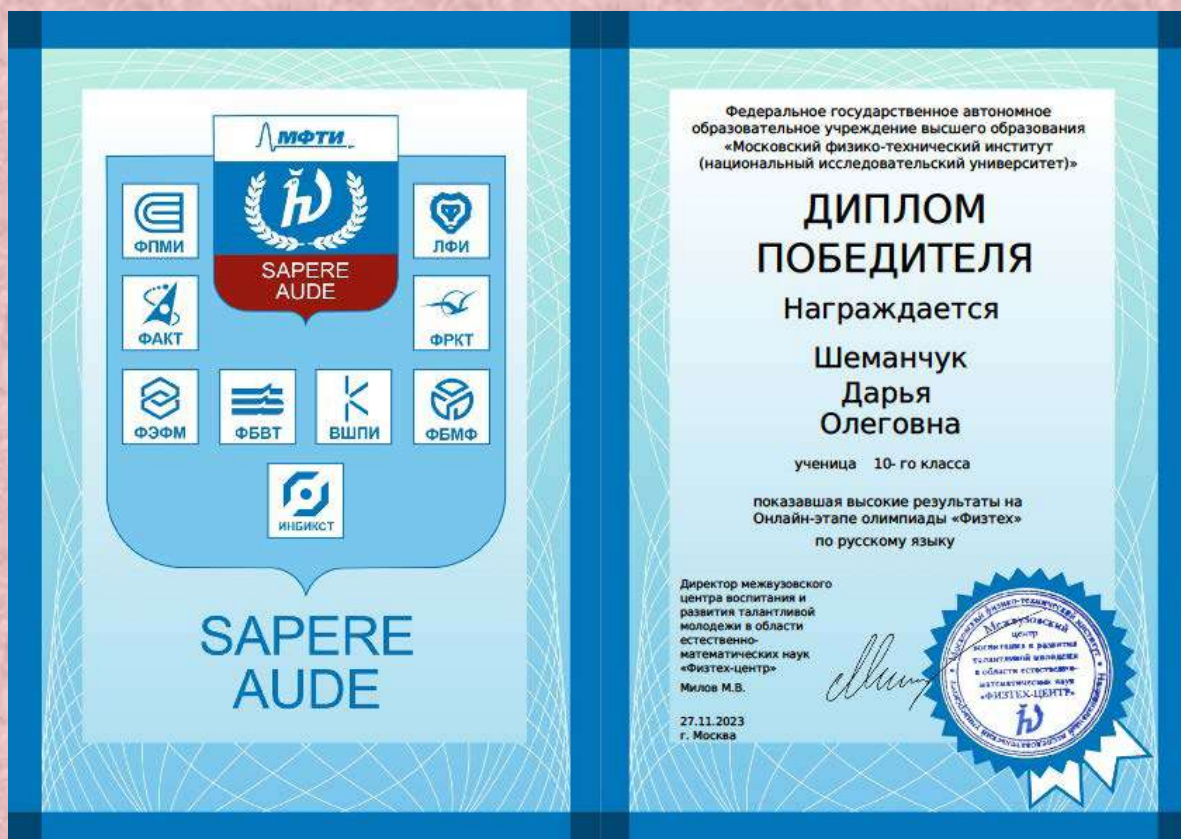 МФТИ
SAPERE
AUDE
ФПМИ
ЛФИ
ФАКТ
ФРКТ
ФЭФМ
ФБВТ
ВШПИ
ФБМФ
ИНБИКСТ
SAPERE
AUDE
Федеральное государственное автономное
образовательное учреждение высшего образования
«Московский физико-технический институт
(национальный исследовательский университет)»
ДИПЛОМ
ПОБЕДИТЕЛЯ
Награждается
Шеманчук
Дарья
Олеговна
ученица 10- го класса
показавшая высокие результаты на
Онлайн-этапе олимпиады «Физтех»
по русскому языку
Директор межвузовского
центра воспитания и
развития талантливой
молодежи в области
естественно-
математических наук
«Физтех-центр»
Милов М.В.
27.11.2023
г. Москва
Межвузовский
центр
воспитания и развития
талантливой молодежи
в области естественно-
математических наук
«ФИЗТЕХ-ЦЕНТР»